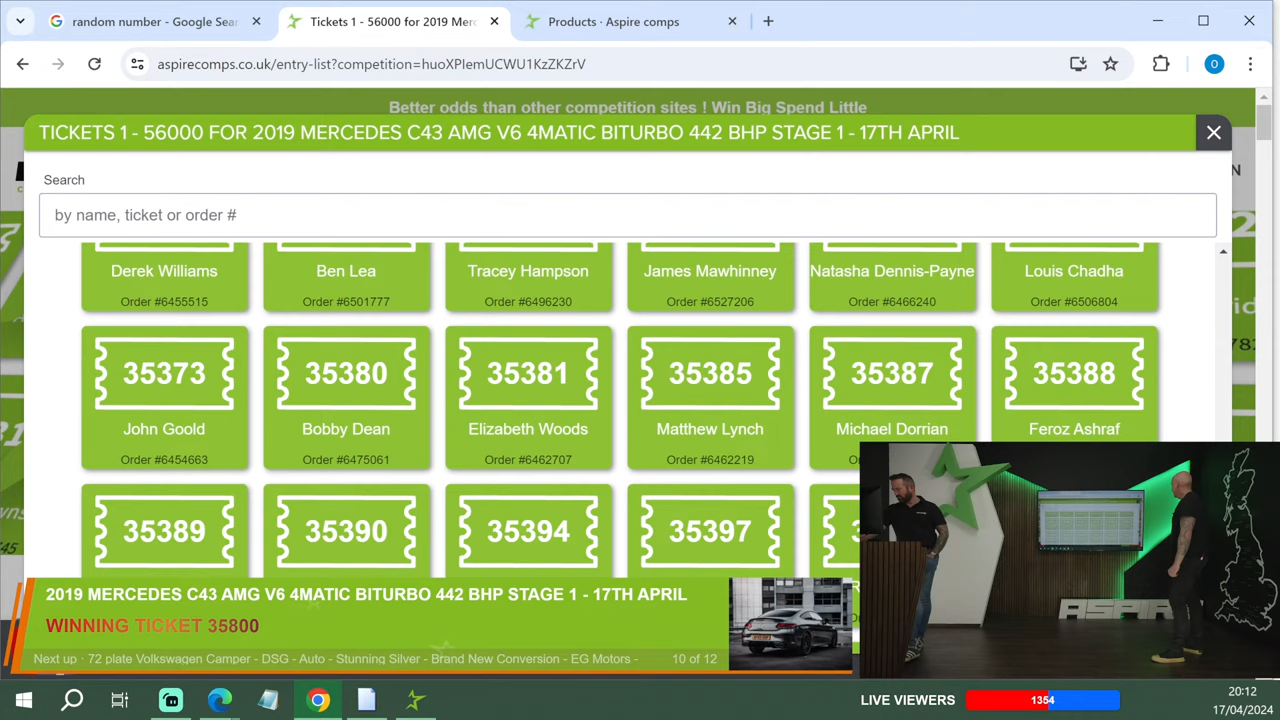 random number - Google Sear
Tickets 1 - 56000 for 2019 Merc
Products · Aspire comps
aspirecomps.co.uk/entry-list?competition=huoXPIemUCWU1KzZKZrV
0
Better odds than other competition sites ! Win Big Spend Little
TICKETS 1 - 56000 FOR 2019 MERCEDES C43 AMG V6 4MATIC BITURBO 442 BHP STAGE 1 - 17TH APRIL
Search
by name, ticket or order #
Derek Williams
Ben Lea
Tracey Hampson
James Mawhinney
Natasha Dennis-Payne
Louis Chadha
Order #6455515
Order #6501777
Order #6496230
Order #6527206
Order #6466240
Order #6506804
35373
35380
35381
35385
35387
35388
John Goold
Bobby Dean
Elizabeth Woods
Matthew Lynch
Michael Dorrian
Feroz Ashraf
Order #6454663
Order #6475061
Order #6462707
Order #6462219
35389
35390
35394
35397
2019 MERCEDES C43 AMG V6 4MATIC BITURBO 442 BHP STAGE 1 - 17TH APRIL
WINNING TICKET 35800
Next up · 72 plate Volkswagen Camper - DSG - Auto - Stunning Silver - Brand New Conversion - EG Motors -
10 of 12
ASPIRE
LIVE VIEWERS
1354
20:12
17/04/2024